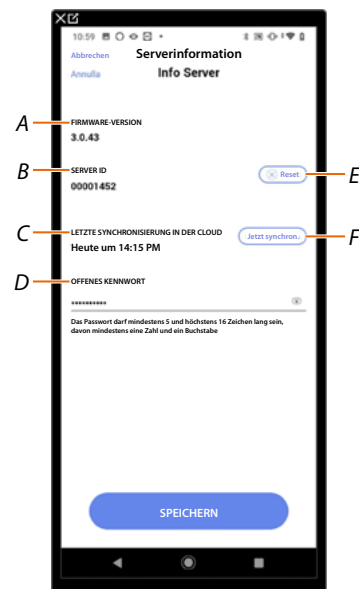 10:59
Abbrechen Serverinformation
Annulla Info Server
A FIRMWARE-VERSION
3.0.43
B SERVER ID
00001452
Reset E
C LETZTE SYNCHRONISIERUNG IN DER CLOUD
Heute um 14:15 PM
Jetzt synchron. F
D OFFENES KENNWORT
**********
Das Passwort darf mindestens 5 und höchstens 16 Zeichen lang sein,
davon mindestens eine Zahl und ein Buchstabe
SPEICHERN